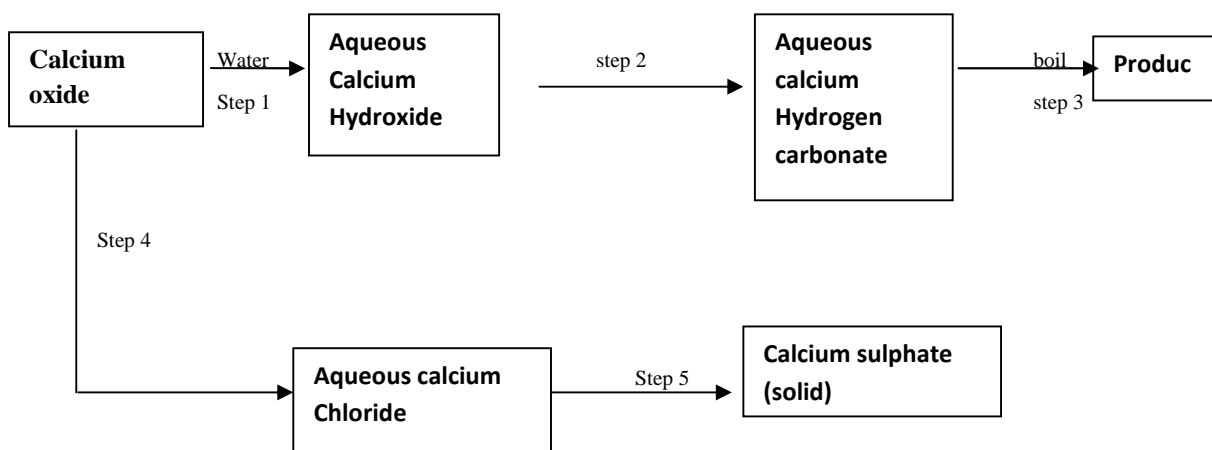 Calcium
oxide
Water
Step 1
Aqueous
Calcium
Hydroxide
step 2
Aqueous
calcium
Hydrogen
carbonate
boil
step 3
Produc
Step 4
Aqueous calcium
Chloride
Step 5
Calcium sulphate
(solid)